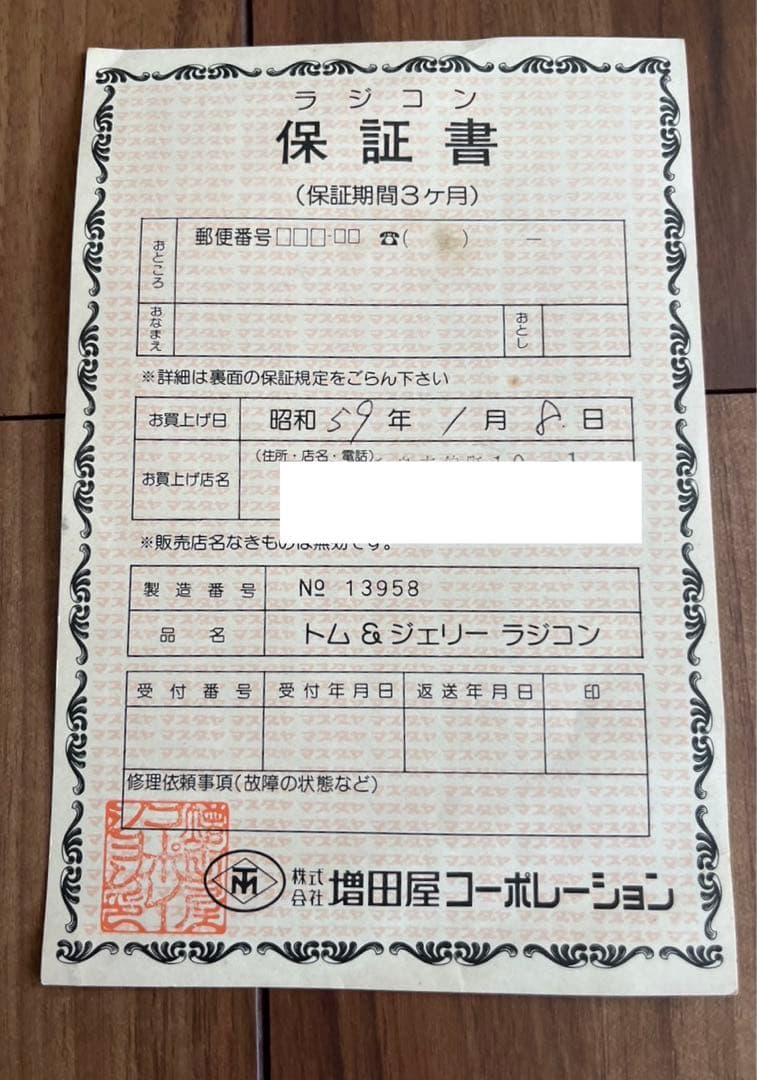 ラジコン
保証書
(保証期間3ヶ月)
おところ
郵便番号□□□-□□ ☎( ) ー
おなまえ
おとし
※詳細は裏面の保証規定をごらん下さい
お買上げ日 昭和59年1月8日
お買上げ店名 (住所・店名・電話)
※販売店名なきものは無効です。
製造番号 № 13958
品名 トム&ジェリー ラジコン
受付番号 受付年月日 返送年月日 印
修理依頼事項(故障の状態など)
TM 株式会社 増田屋コーポレーション